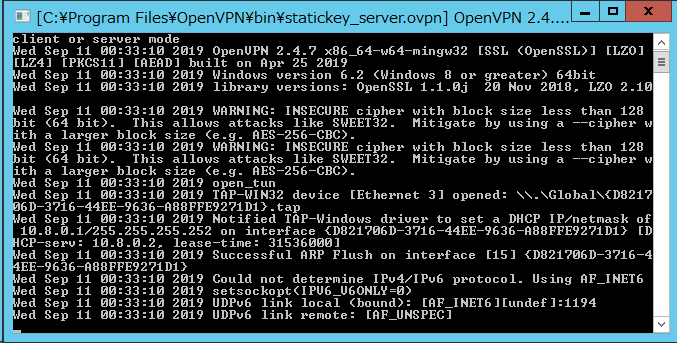 [C:¥Program Files¥OpenVPN¥bin¥statickey_server.ovpn] OpenVPN 2.4....
client or server mode
Wed Sep 11 00:33:10 2019 OpenVPN 2.4.7 x86_64-w64-mingw32 [SSL (OpenSSL)] [LZO]
[LZ4] [PKCS11] [AEAD] built on Apr 25 2019
Wed Sep 11 00:33:10 2019 Windows version 6.2 (Windows 8 or greater) 64bit
Wed Sep 11 00:33:10 2019 library versions: OpenSSL 1.1.0j  20 Nov 2018, LZO 2.10
Wed Sep 11 00:33:10 2019 WARNING: INSECURE cipher with block size less than 128
bit (64 bit).  This allows attacks like SWEET32.  Mitigate by using a --cipher w
ith a larger block size (e.g. AES-256-CBC).
Wed Sep 11 00:33:10 2019 WARNING: INSECURE cipher with block size less than 128
bit (64 bit).  This allows attacks like SWEET32.  Mitigate by using a --cipher w
ith a larger block size (e.g. AES-256-CBC).
Wed Sep 11 00:33:10 2019 open_tun
Wed Sep 11 00:33:10 2019 TAP-WIN32 device [Ethernet 3] opened: \\.\Global\{D8217
06D-3716-44EE-9636-A88FFE9271D1}.tap
Wed Sep 11 00:33:10 2019 Notified TAP-Windows driver to set a DHCP IP/netmask of
 10.8.0.1/255.255.255.252 on interface {D821706D-3716-44EE-9636-A88FFE9271D1} [D
HCP-serv: 10.8.0.2, lease-time: 31536000]
Wed Sep 11 00:33:10 2019 Successful ARP Flush on interface [15] {D821706D-3716-4
4EE-9636-A88FFE9271D1}
Wed Sep 11 00:33:10 2019 Could not determine IPv4/IPv6 protocol. Using AF_INET6
Wed Sep 11 00:33:10 2019 setsockopt(IPV6_V6ONLY=0)
Wed Sep 11 00:33:10 2019 UDPv6 link local (bound): [AF_INET6][undef]:1194
Wed Sep 11 00:33:10 2019 UDPv6 link remote: [AF_UNSPEC]